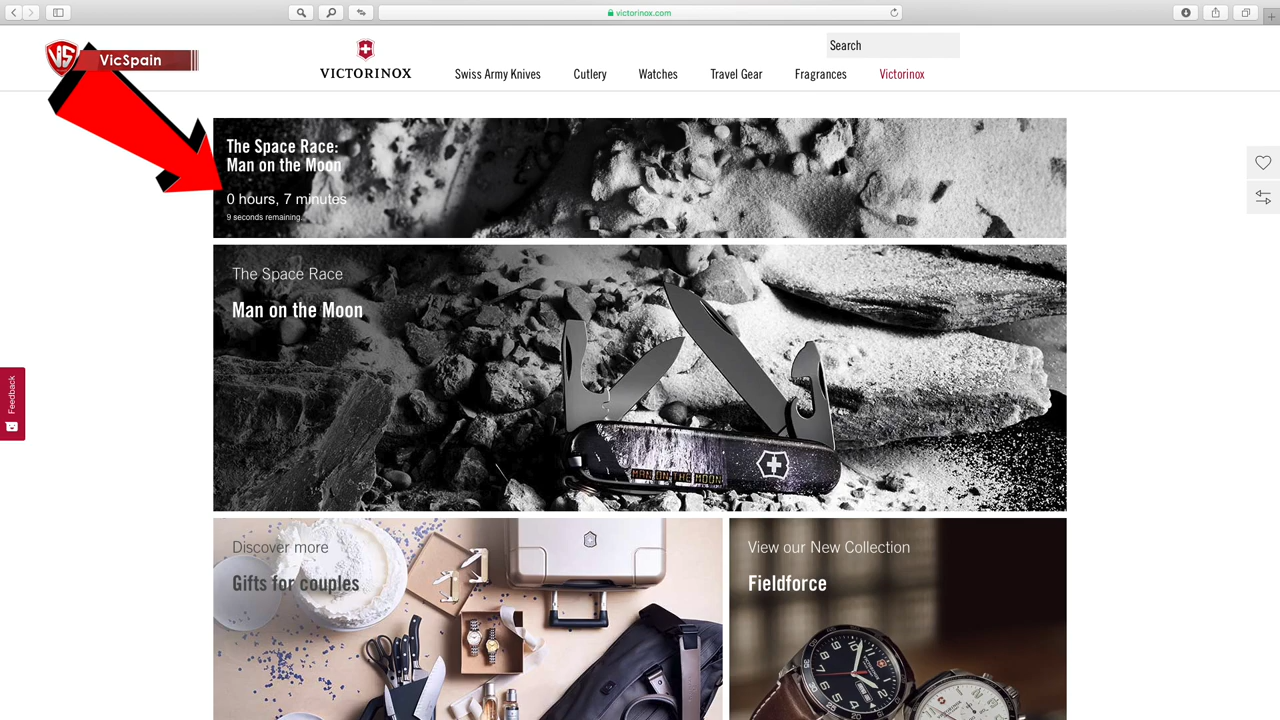 victorinox.com
VicSpain
VICTORINOX
Search
Swiss Army Knives
Cutlery
Watches
Travel Gear
Fragrances
Victorinox
The Space Race:
Man on the Moon
0 hours, 7 minutes
9 seconds remaining.
The Space Race
Man on the Moon
MAN ON THE MOON
Feedback
Discover more
Gifts for couples
View our New Collection
Fieldforce